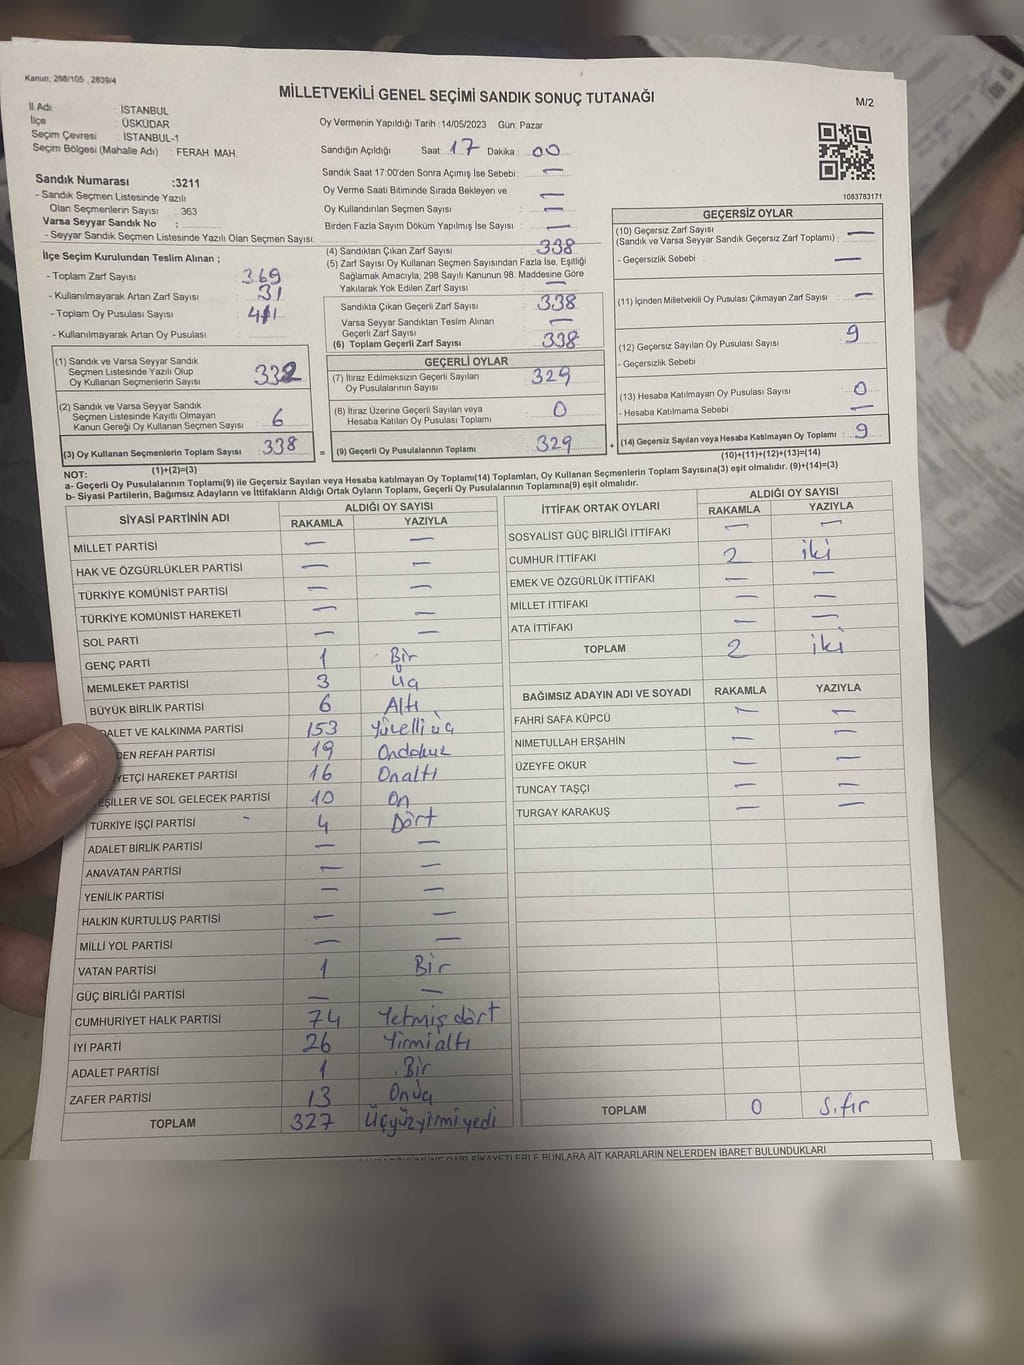 Kanun; 298/105 , 2839/4
MİLLETVEKİLİ GENEL SEÇİMİ SANDIK SONUÇ TUTANAĞI
M/2
İl Adı : İSTANBUL
İlçe : ÜSKÜDAR
Seçim Çevresi : İSTANBUL-1
Seçim Bölgesi (Mahalle Adı) : FERAH MAH
Oy Vermenin Yapıldığı Tarih : 14/05/2023 Gün: Pazar
Sandığın Açıldığı Saat : 17 Dakika : 00
Sandık Saat 17:00'den Sonra Açımış İse Sebebi : —
Oy Verme Saati Bitiminde Sırada Bekleyen ve —
Oy Kullandırılan Seçmen Sayısı : —
Birden Fazla Sayım Döküm Yapılmış İse Sayısı : —
1083783171
Sandık Numarası :3211
- Sandık Seçmen Listesinde Yazılı
Olan Seçmenlerin Sayısı : 363
Varsa Seyyar Sandık No :
- Seyyar Sandık Seçmen Listesinde Yazılı Olan Seçmen Sayısı:
İlçe Seçim Kurulundan Teslim Alınan ;
- Toplam Zarf Sayısı : 369
- Kullanılmayarak Artan Zarf Sayısı : 31
- Toplam Oy Pusulası Sayısı :
- Kullanılmayarak Artan Oy Pusulası :
(1) Sandık ve Varsa Seyyar Sandık
Seçmen Listesinde Yazılı Olup
Oy Kullanan Seçmenlerin Sayısı : 332
(2) Sandık ve Varsa Seyyar Sandık
Seçmen Listesinde Kayıtlı Olmayan
Kanun Gereği Oy Kullanan Seçmen Sayısı : 6
(3) Oy Kullanan Seçmenlerin Toplam Sayısı : 338 =
(1)+(2)=(3)
(4) Sandıktan Çıkan Zarf Sayısı : 338
(5) Zarf Sayısı Oy Kullanan Seçmen Sayısından Fazla İse, Eşitliği
Sağlamak Amacıyla, 298 Sayılı Kanunun 98. Maddesine Göre
Yakılarak Yok Edilen Zarf Sayısı : —
Sandıkta Çıkan Geçerli Zarf Sayısı : 338
Varsa Seyyar Sandıktan Teslim Alınan —
Geçerli Zarf Sayısı
(6) Toplam Geçerli Zarf Sayısı : 338
GEÇERLİ OYLAR
(7) İtiraz Edilmeksizin Geçerli Sayılan
Oy Pusulalarının Sayısı : 329
(8) İtiraz Üzerine Geçerli Sayılan veya
Hesaba Katılan Oy Pusulası Toplamı : 0
(9) Geçerli Oy Pusulalarının Toplamı : 329 +
GEÇERSİZ OYLAR
(10) Geçersiz Zarf Sayısı
(Sandık ve Varsa Seyyar Sandık Geçersiz Zarf Toplamı) : —
- Geçersizlik Sebebi : —
(11) İçinden Milletvekili Oy Pusulası Çıkmayan Zarf Sayısı : —
(12) Geçersiz Sayılan Oy Pusulası Sayısı : 9
- Geçersizlik Sebebi :
(13) Hesaba Katılmayan Oy Pusulası Sayısı : 0
- Hesaba Katılmama Sebebi : —
(14) Geçersiz Sayılan veya Hesaba Katılmayan Oy Toplamı : 9
(10)+(11)+(12)+(13)=(14)
NOT:
a- Geçerli Oy Pusulalarının Toplamı(9) ile Geçersiz Sayılan veya Hesaba katılmayan Oy Toplamı(14) Toplamları, Oy Kullanan Seçmenlerin Toplam Sayısına(3) eşit olmalıdır. (9)+(14)=(3)
b- Siyasi Partilerin, Bağımsız Adayların ve İttifakların Aldığı Ortak Oyların Toplamı, Geçerli Oy Pusulalarının Toplamına(9) eşit olmalıdır.
SİYASİ PARTİNİN ADI ALDIĞI OY SAYISI
RAKAMLA YAZIYLA
MİLLET PARTİSİ — —
HAK VE ÖZGÜRLÜKLER PARTİSİ — —
TÜRKİYE KOMÜNİST PARTİSİ — —
TÜRKİYE KOMÜNİST HAREKETİ — —
SOL PARTİ — —
GENÇ PARTİ 1 Bir
MEMLEKET PARTİSİ 3 Üç
BÜYÜK BİRLİK PARTİSİ 6 Altı
DALET VE KALKINMA PARTİSİ 153 Yüzelli üç
DEN REFAH PARTİSİ 19 Ondokuz
YETÇİ HAREKET PARTİSİ 16 Onaltı
EŞİLLER VE SOL GELECEK PARTİSİ 10 On
TÜRKİYE İŞÇİ PARTİSİ 4 Dört
ADALET BİRLİK PARTİSİ — —
ANAVATAN PARTİSİ — —
YENİLİK PARTİSİ — —
HALKIN KURTULUŞ PARTİSİ — —
MİLLİ YOL PARTİSİ — —
VATAN PARTİSİ 1 Bir
GÜÇ BİRLİĞİ PARTİSİ — —
CUMHURİYET HALK PARTİSİ 74 Yetmiş dört
İYİ PARTİ 26 Yirmialtı
ADALET PARTİSİ 1 Bir
ZAFER PARTİSİ 13 Onüç
TOPLAM 327 Üçyüzyirmiyedi
İTTİFAK ORTAK OYLARI ALDIĞI OY SAYISI
RAKAMLA YAZIYLA
SOSYALİST GÜÇ BİRLİĞİ İTTİFAKI — —
CUMHUR İTTİFAKI 2 iki
EMEK VE ÖZGÜRLÜK İTTİFAKI — —
MİLLET İTTİFAKI — —
ATA İTTİFAKI — —
TOPLAM 2 iki
BAĞIMSIZ ADAYIN ADI VE SOYADI RAKAMLA YAZIYLA
FAHRİ SAFA KÜPCÜ — —
NİMETULLAH ERŞAHİN — —
ÜZEYFE OKUR — —
TUNCAY TAŞÇI — —
TURGAY KARAKUŞ — —
TOPLAM 0 Sıfır
ŞİKAYETLERLE BUNLARA AİT KARARLARIN NELERDEN İBARET BULUNDUKLARI